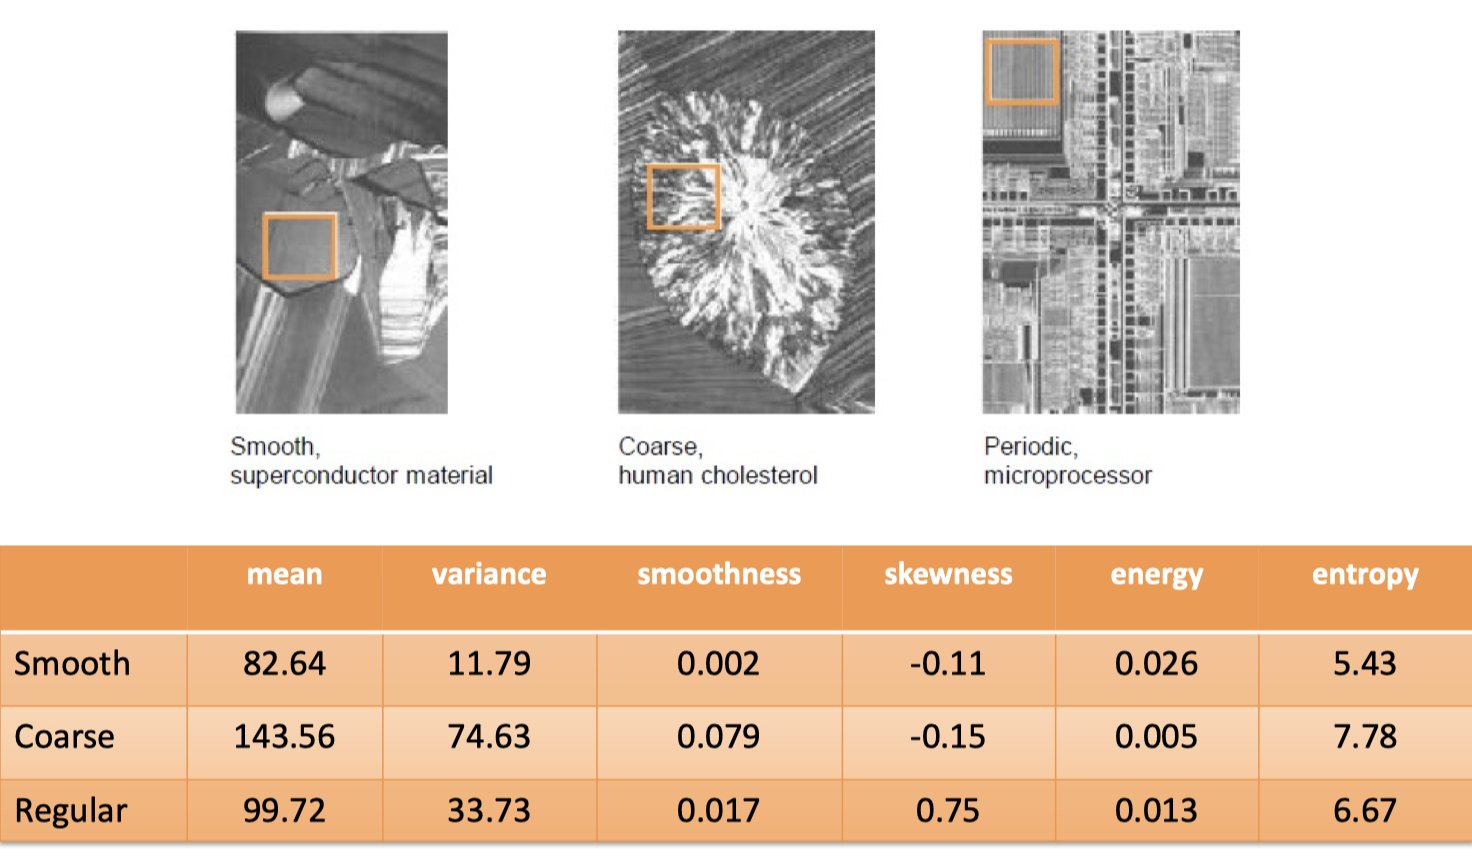 Smooth,
superconductor material
Coarse,
human cholesterol
Periodic,
microprocessor
mean variance smoothness skewness energy entropy
Smooth 82.64 11.79 0.002 -0.11 0.026 5.43
Coarse 143.56 74.63 0.079 -0.15 0.005 7.78
Regular 99.72 33.73 0.017 0.75 0.013 6.67